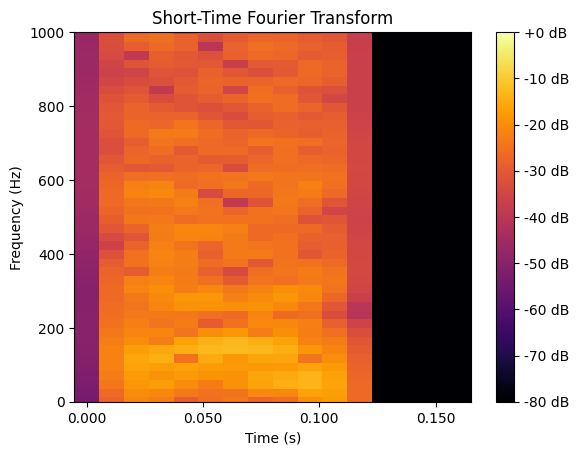 Short-Time Fourier Transform
1000
800
600
400
200
0
Frequency (Hz)
0.000
0.050
0.100
0.150
Time (s)
+0 dB
-10 dB
-20 dB
-30 dB
-40 dB
-50 dB
-60 dB
-70 dB
-80 dB